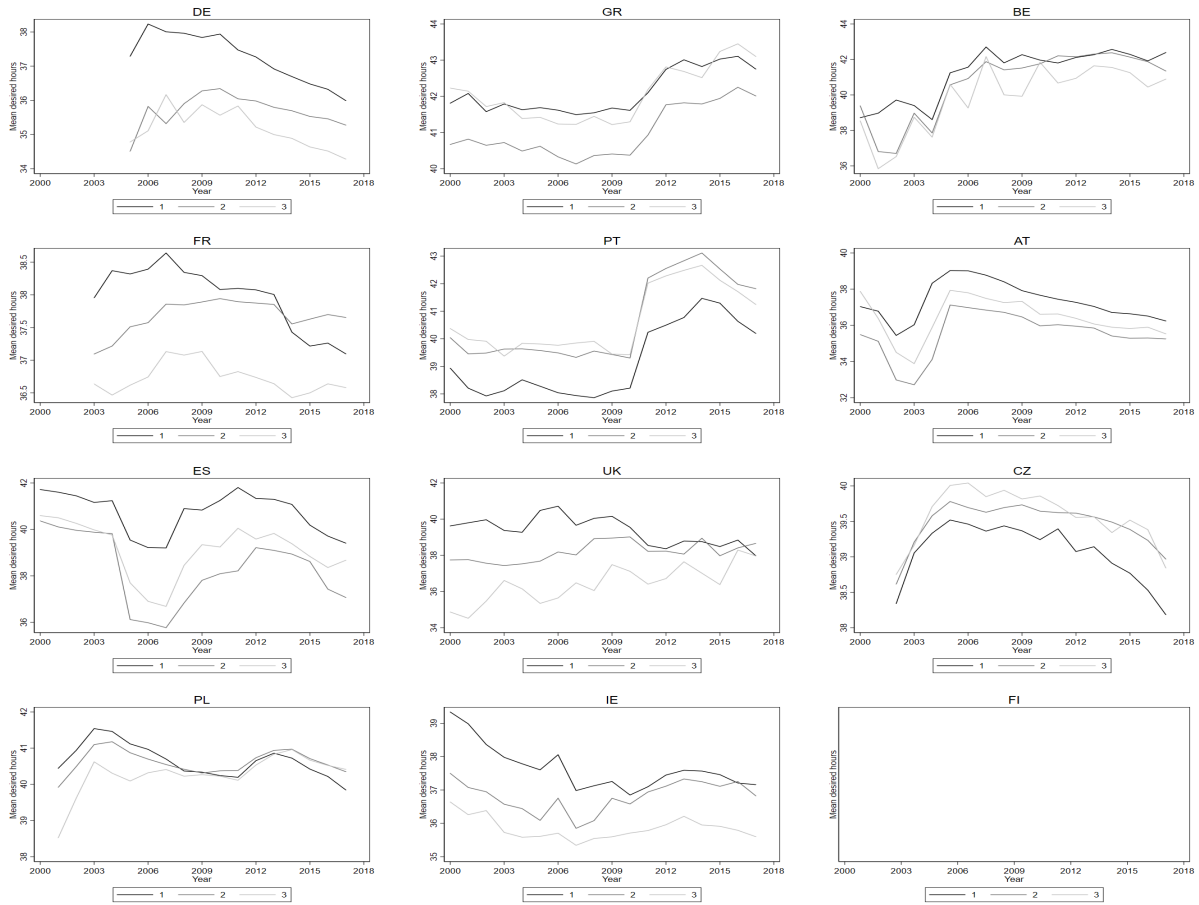 DE
Mean desired hours
34 35 36 37 38
2000 2003 2006 2009 2012 2015 2018
Year
1 2 3
GR
Mean desired hours
40 41 42 43 44
2000 2003 2006 2009 2012 2015 2018
Year
1 2 3
BE
Mean desired hours
36 38 40 42 44
2000 2003 2006 2009 2012 2015 2018
Year
1 2 3
FR
Mean desired hours
36.5 37 37.5 38 38.5
2000 2003 2006 2009 2012 2015 2018
Year
1 2 3
PT
Mean desired hours
38 39 40 41 42 43
2000 2003 2006 2009 2012 2015 2018
Year
1 2 3
AT
Mean desired hours
32 34 36 38 40
2000 2003 2006 2009 2012 2015 2018
Year
1 2 3
ES
Mean desired hours
36 38 40 42
2000 2003 2006 2009 2012 2015 2018
Year
1 2 3
UK
Mean desired hours
34 36 38 40 42
2000 2003 2006 2009 2012 2015 2018
Year
1 2 3
CZ
Mean desired hours
38 38.5 39 39.5 40
2000 2003 2006 2009 2012 2015 2018
Year
1 2 3
PL
Mean desired hours
38 39 40 41 42
2000 2003 2006 2009 2012 2015 2018
Year
1 2 3
IE
Mean desired hours
35 36 37 38 39
2000 2003 2006 2009 2012 2015 2018
Year
1 2 3
FI
Mean desired hours
2000 2003 2006 2009 2012 2015 2018
Year
1 2 3